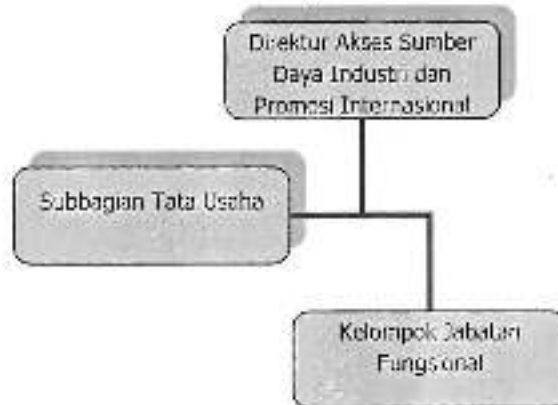 Direktur Akses Sumber
Daya Industri dan
Promosi Internasional
Subbagian Tata Usaha
Kelompok Jabatan
Fungsional